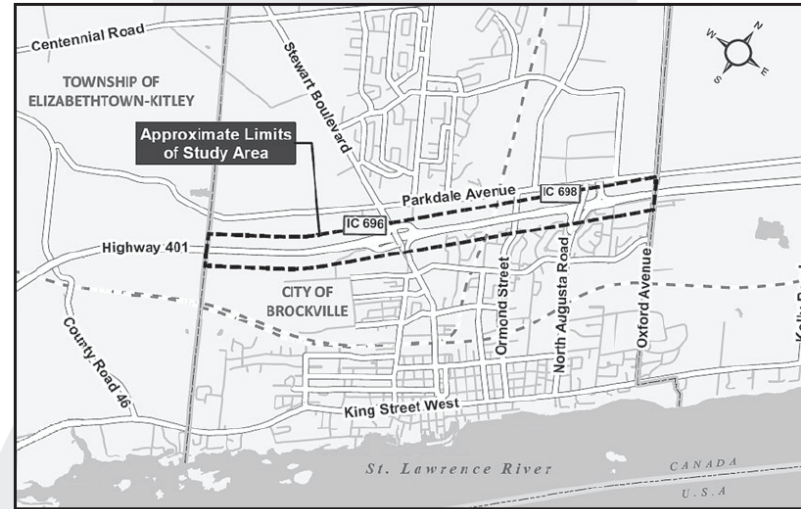 Centennial Road
Stewart Boulevard
N
W
E
S
TOWNSHIP OF
ELIZABETHTOWN-KITLEY
Approximate Limits
of Study Area
Parkdale Avenue
IC 698
IC 696
Highway 401
CITY OF
BROCKVILLE
Ormond Street
North Augusta Road
Oxford Avenue
County Road 46
King Street West
St. Lawrence River
CANADA
U.S.A